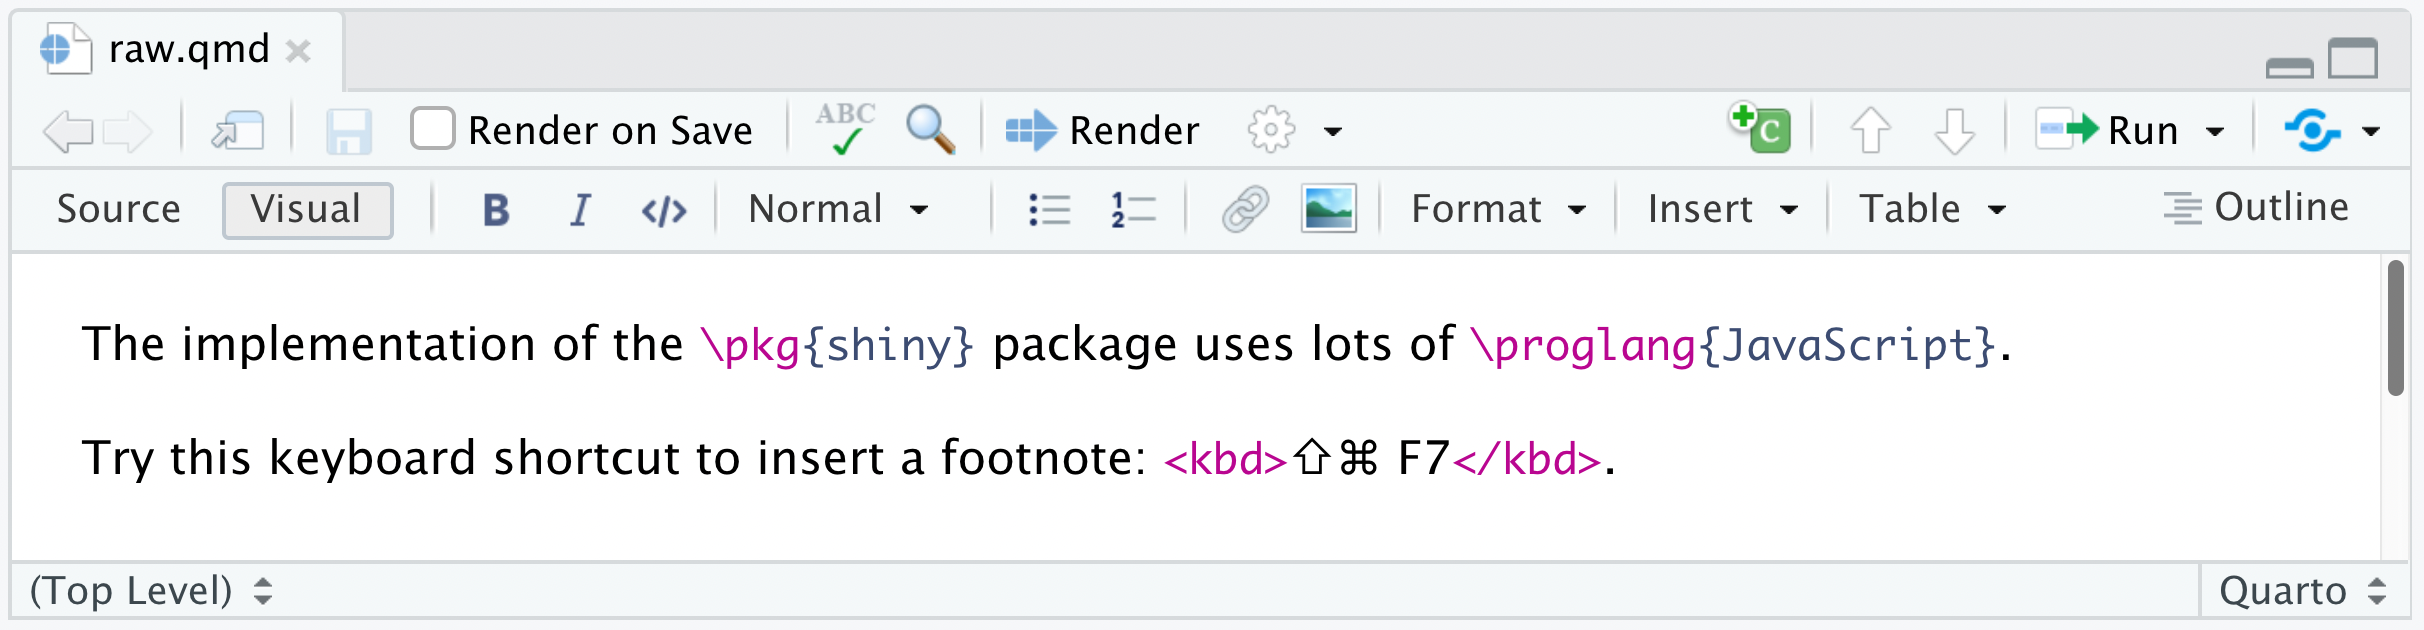 raw.qmd
Render on Save ABC Render C Run
Source Visual B I </> Normal 1 2 Format Insert Table Outline
The implementation of the \pkg{shiny} package uses lots of \proglang{JavaScript}.
Try this keyboard shortcut to insert a footnote: <kbd>⇧⌘ F7</kbd>.
(Top Level) Quarto